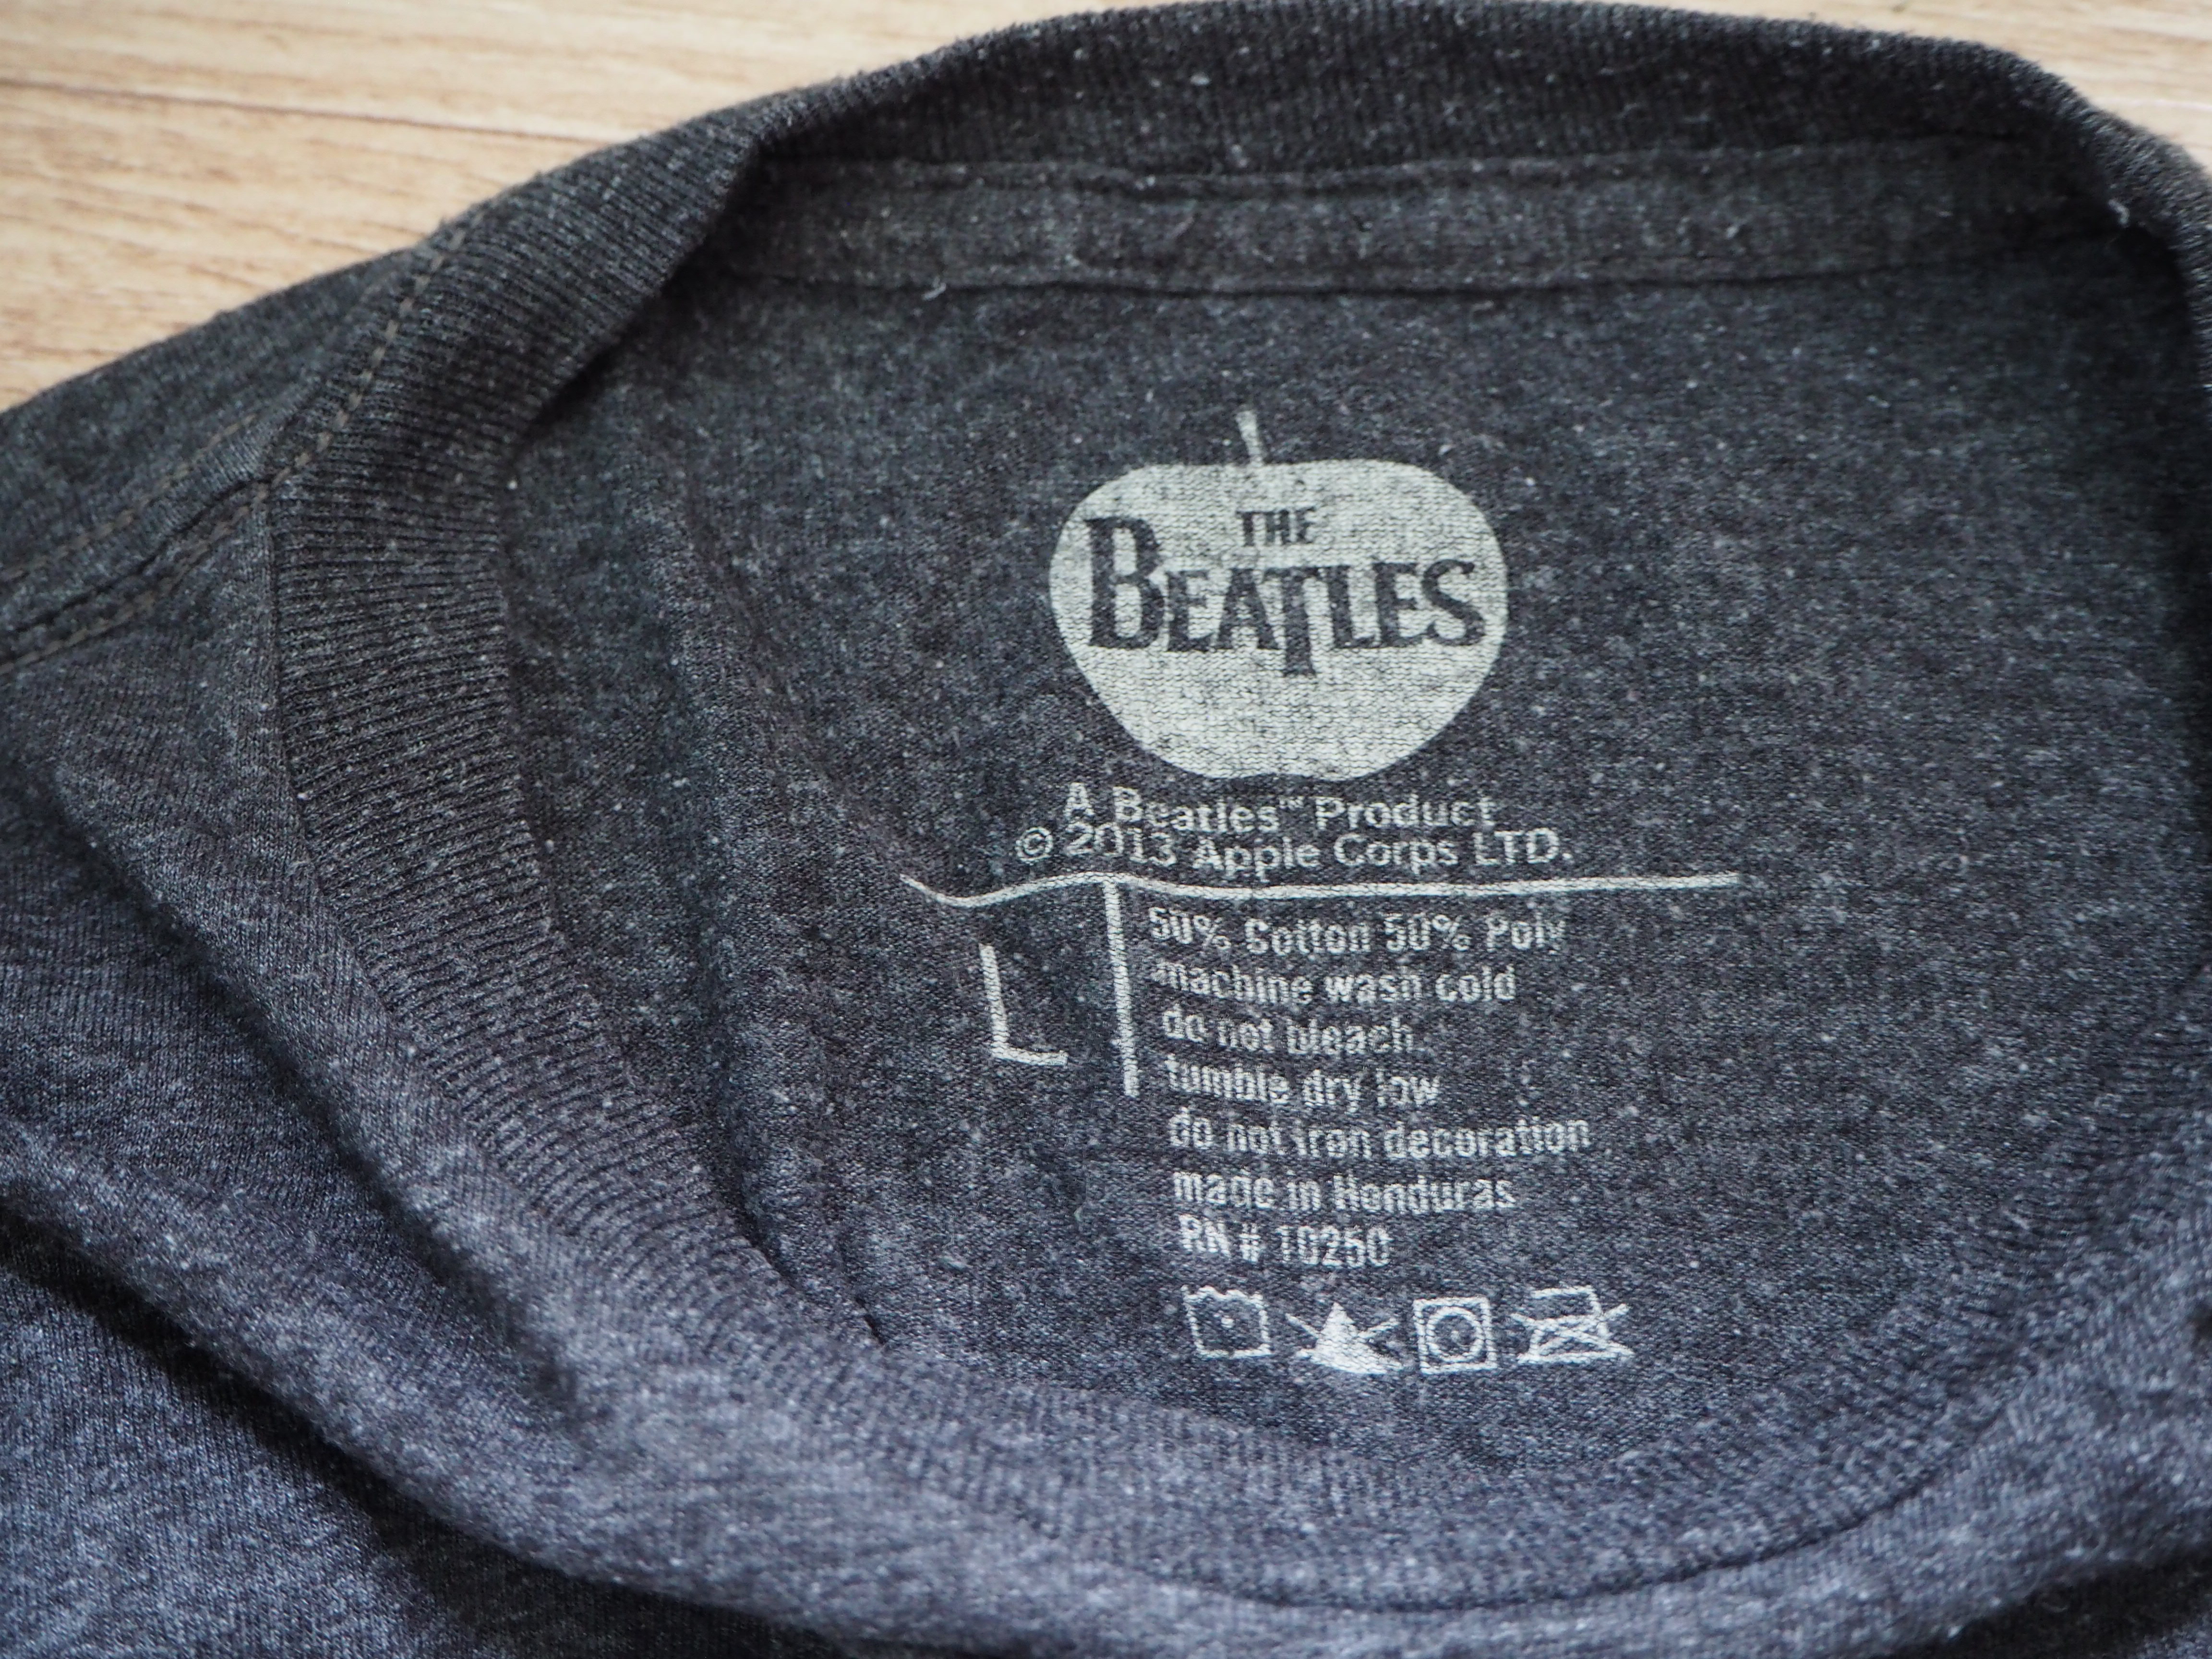 THE
BEATLES
A Beatles™ Product
© 2013 Apple Corps LTD.
L
50% Cotton 50% Poly
machine wash cold
do not bleach
tumble dry low
do not iron decoration
made in Honduras
RN # 10250